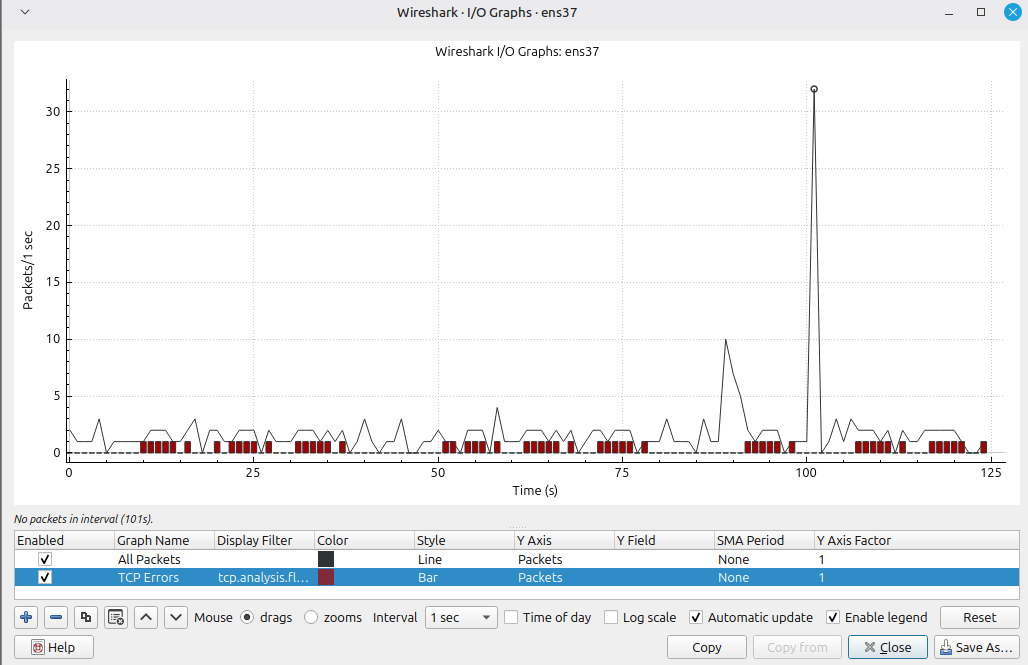 Wireshark · I/O Graphs · ens37
Wireshark I/O Graphs: ens37
Packets/1 sec
30
25
20
15
10
5
0
0 25 50 75 100 125
Time (s)
No packets in interval (101s).
Enabled Graph Name Display Filter Color Style Y Axis Y Field SMA Period Y Axis Factor
All Packets Line Packets None 1
TCP Errors tcp.analysis.fl... Bar Packets None 1
Mouse drags zooms Interval 1 sec Time of day Log scale Automatic update Enable legend Reset
Help Copy Copy from Close Save As...